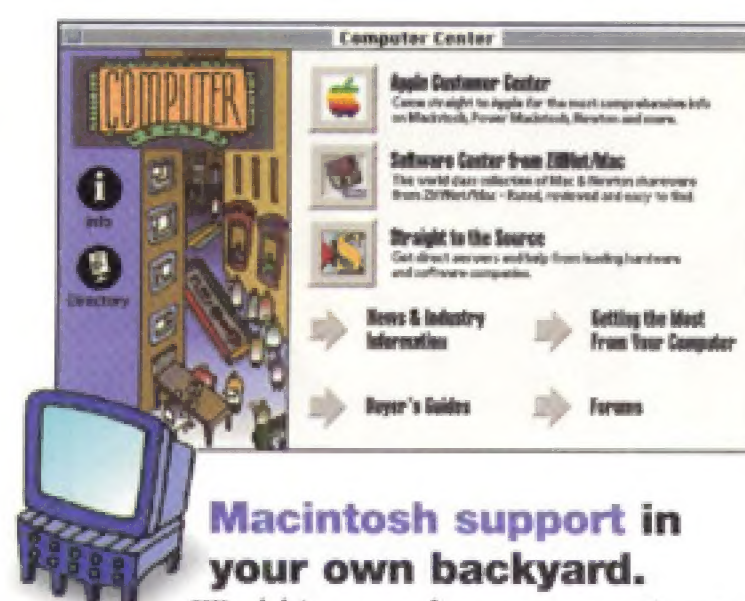 Computer Center
COMPUTER
CENTER
Info
Directory
Apple Customer Center
Come straight to Apple for the most comprehensive info
on Macintosh, Power Macintosh, Newton and more.
Software Center from ZiffNet/Mac
The world class collection of Mac & Newton shareware
from ZiffNet/Mac - Rated, reviewed and easy to find.
Straight to the Source
Get direct answers and help from leading hardware
and software companies.
News & Industry
Information
Getting the Most
From Your Computer
Buyer's Guides
Forums
Macintosh support in
your own backyard.